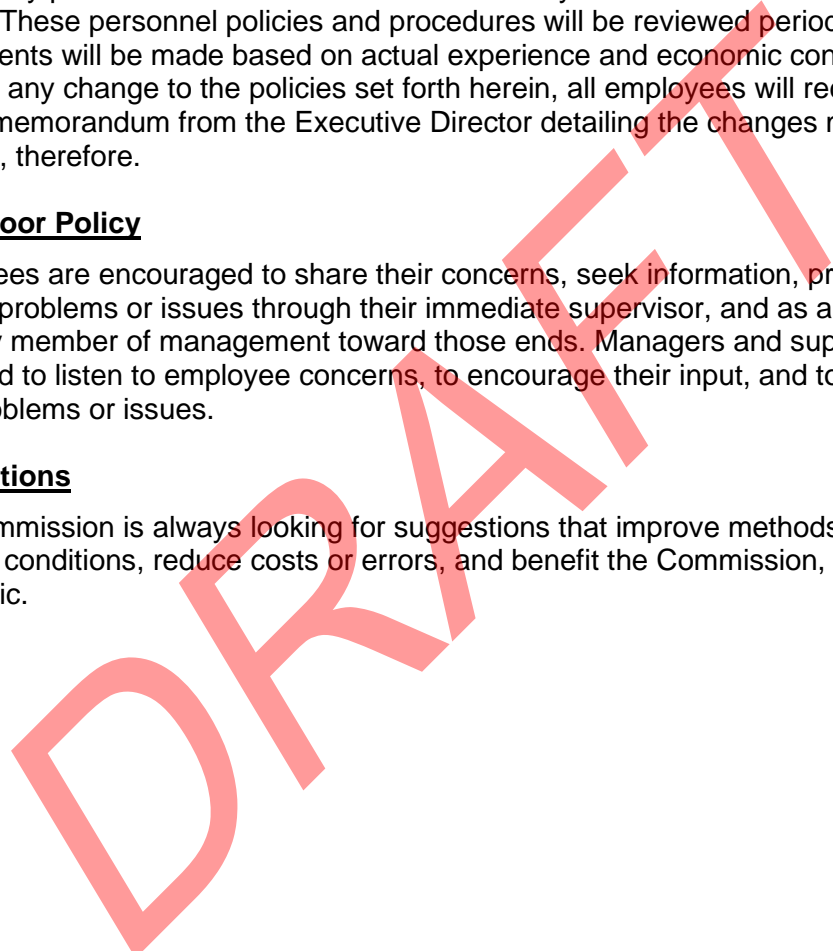 These personnel policies and procedures will be reviewed period
ents will be made based on actual experience and economic con
any change to the policies set forth herein, all employees will rec
memorandum from the Executive Director detailing the changes
, therefore.
oor Policy
ees are encouraged to share their concerns, seek information, pr
problems or issues through their immediate supervisor, and as a
y member of management toward those ends. Managers and sup
d to listen to employee concerns, to encourage their input, and to
oblems or issues.
tions
mmission is always looking for suggestions that improve methods
conditions, reduce costs or errors, and benefit the Commission,
ic.
DRAFT